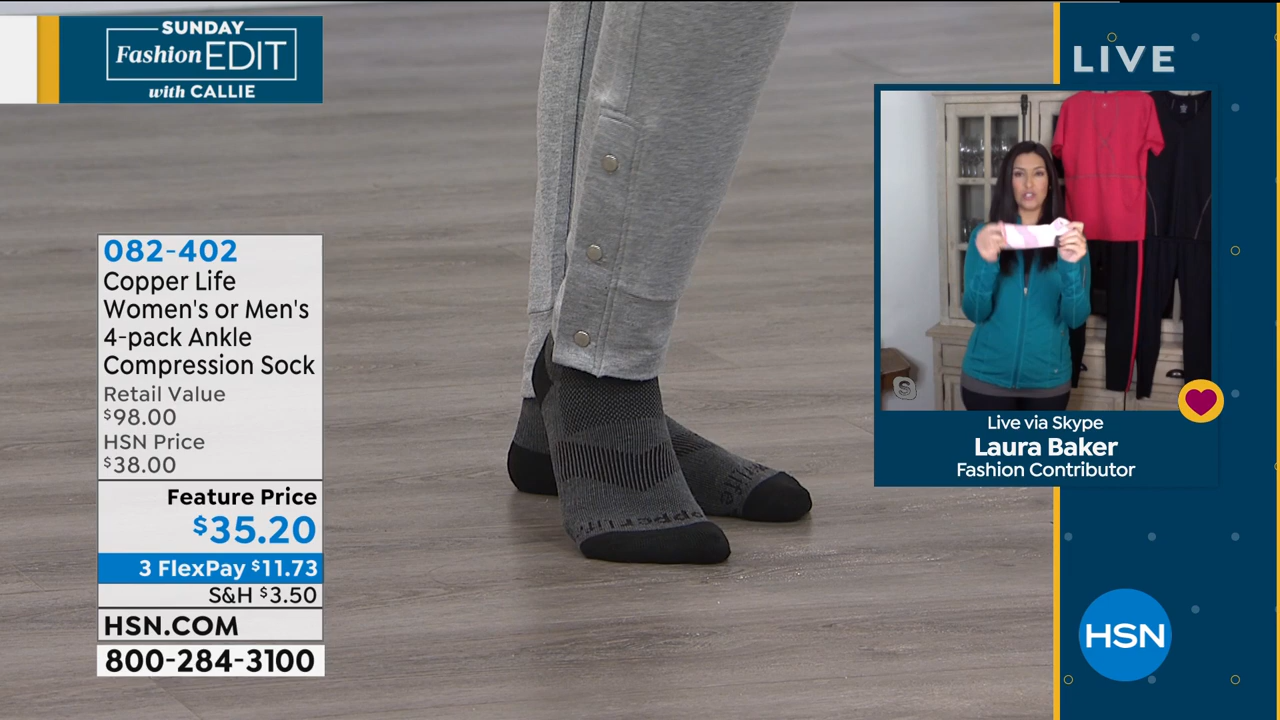 SUNDAY
Fashion EDIT
with CALLIE
LIVE
082-402
Copper Life
Women's or Men's
4-pack Ankle
Compression Sock
Retail Value
$98.00
HSN Price
$38.00
Feature Price
$35.20
3 FlexPay $11.73
S&H $3.50
HSN.COM
800-284-3100
S
Live via Skype
Laura Baker
Fashion Contributor
HSN